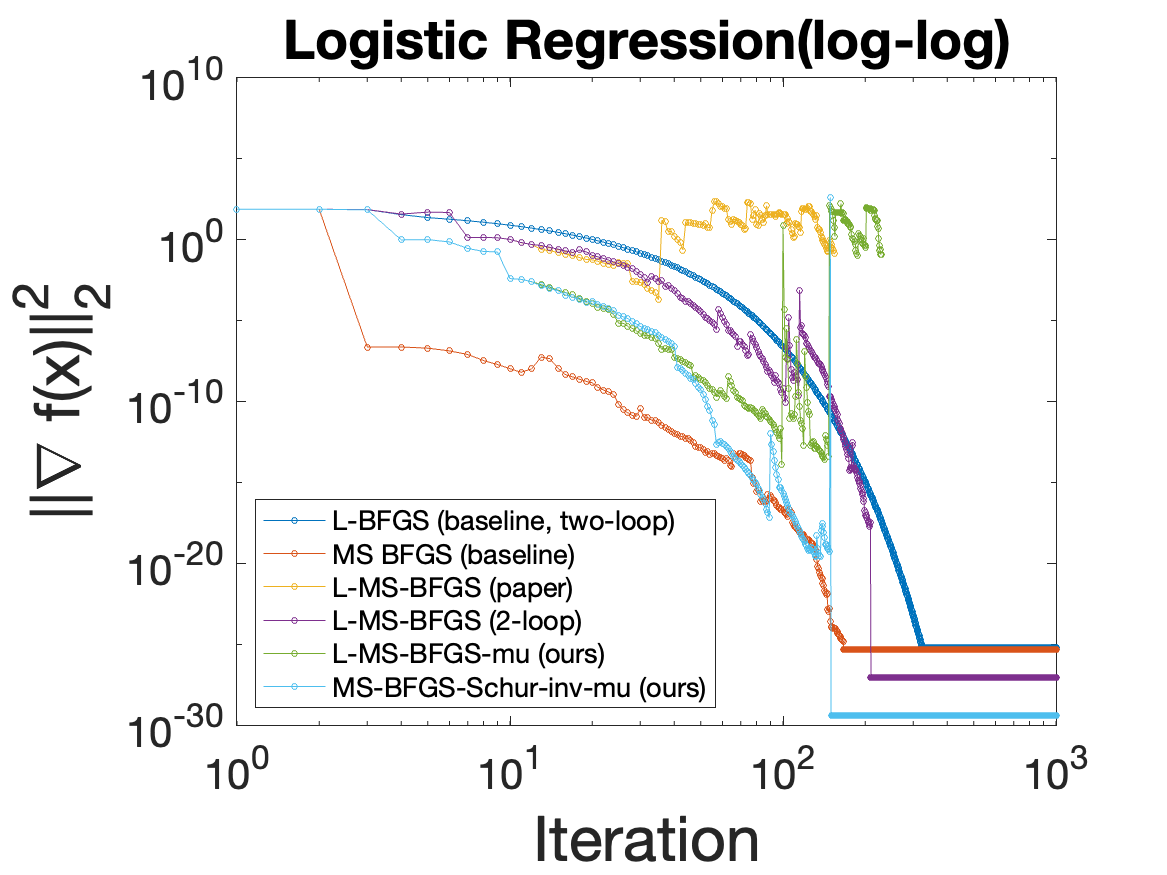 Logistic Regression(log-log)
10^10
10^0
10^-10
10^-20
10^-30
||∇ f(x)||_2^2
L-BFGS (baseline, two-loop)
MS BFGS (baseline)
L-MS-BFGS (paper)
L-MS-BFGS (2-loop)
L-MS-BFGS-mu (ours)
MS-BFGS-Schur-inv-mu (ours)
10^0 10^1 10^2 10^3
Iteration